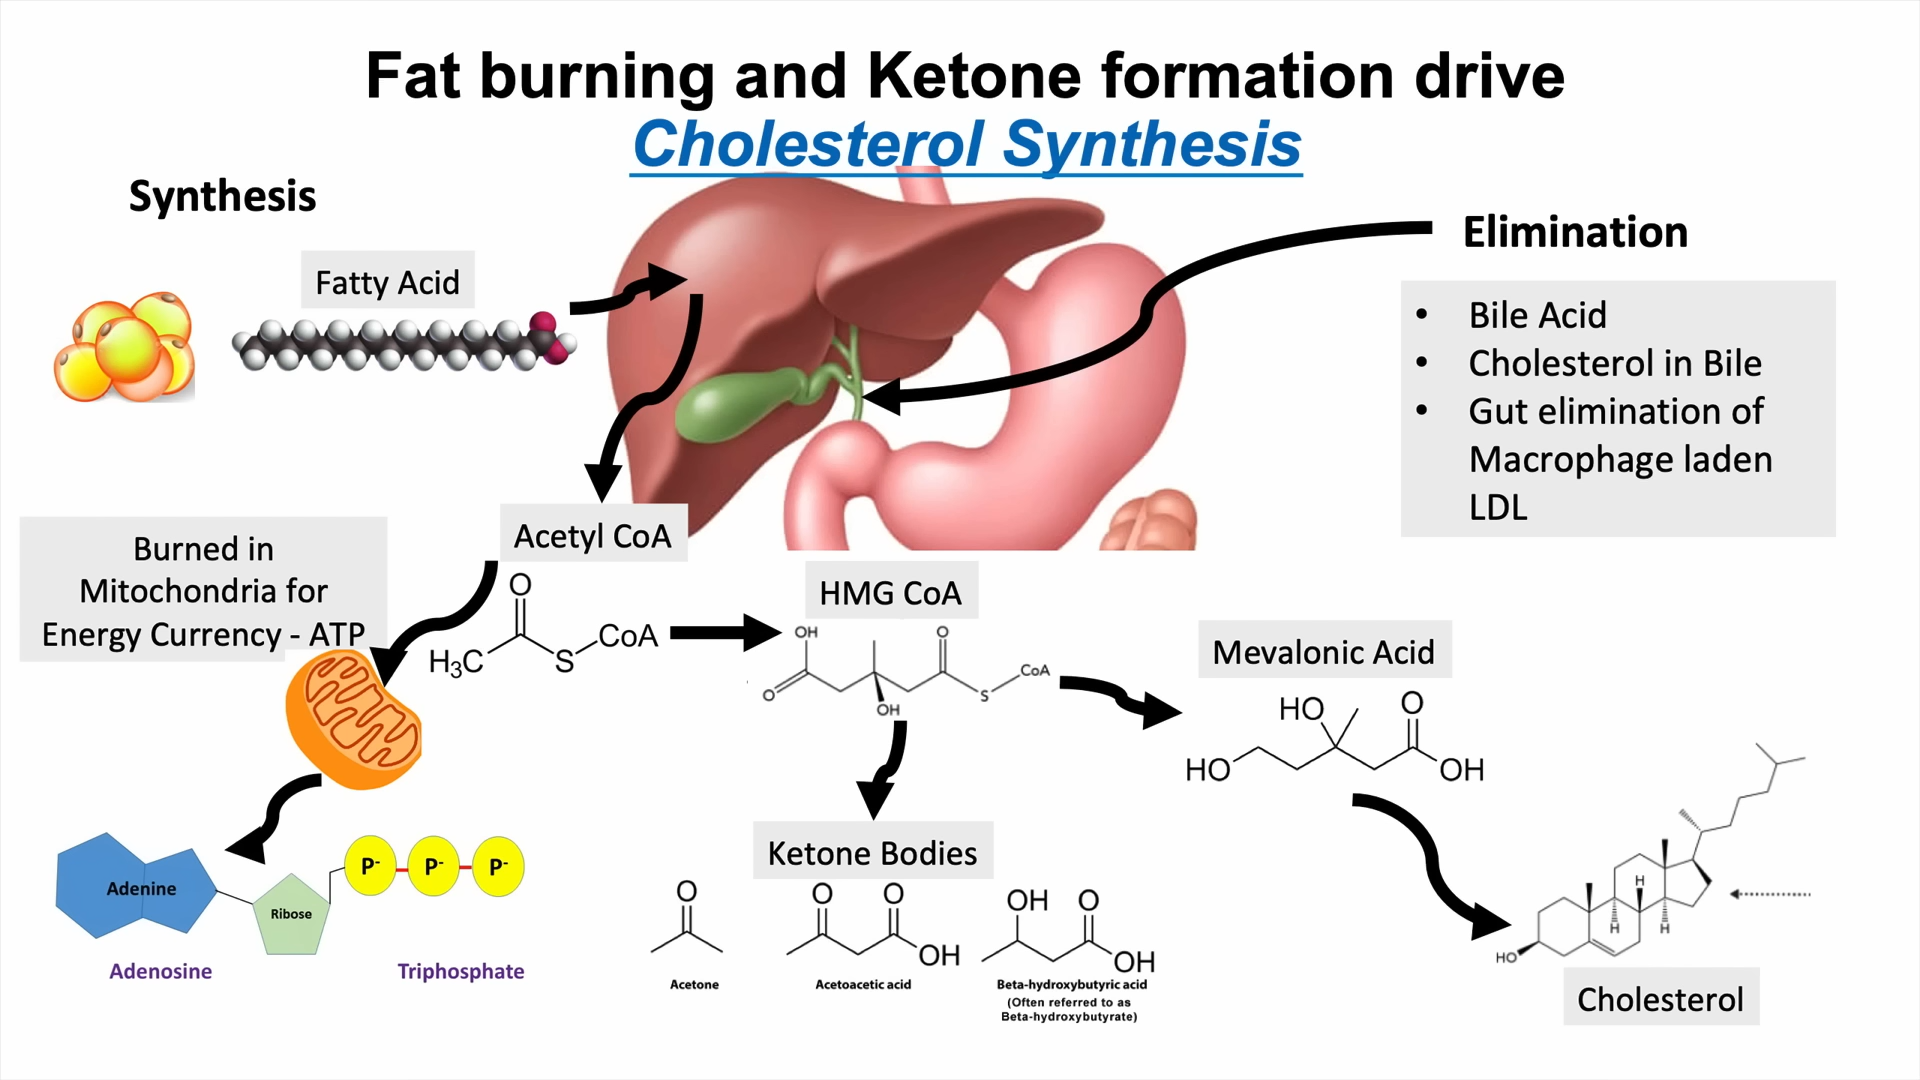 Fat burning and Ketone formation drive
Cholesterol Synthesis
Synthesis
Fatty Acid
Elimination
• Bile Acid
• Cholesterol in Bile
• Gut elimination of
Macrophage laden
LDL
Burned in
Mitochondria for
Energy Currency - ATP
Acetyl CoA
O
H₃C
S
CoA
HMG CoA
OH
O
O
OH
S
CoA
Mevalonic Acid
HO
O
HO
OH
Adenine
Ribose
P⁻
P⁻
P⁻
Adenosine
Triphosphate
Ketone Bodies
O
Acetone
O
O
OH
Acetoacetic acid
OH
O
OH
Beta-hydroxybutyric acid
(Often referred to as
Beta-hydroxybutyrate)
H
H
H
HO
Cholesterol